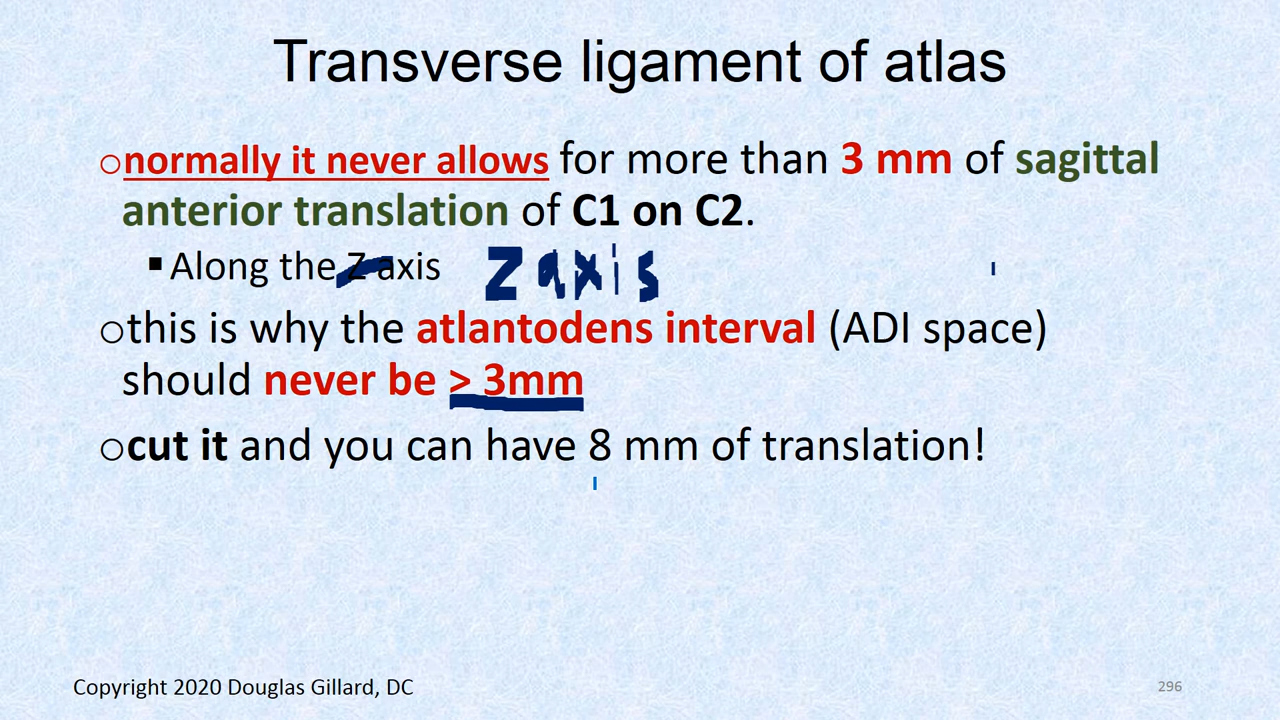 Transverse ligament of atlas
○normally it never allows for more than 3 mm of sagittal
anterior translation of C1 on C2.
▪Along the Z axis Z axis
○this is why the atlantodens interval (ADI space)
should never be > 3mm
○cut it and you can have 8 mm of translation!
Copyright 2020 Douglas Gillard, DC
296